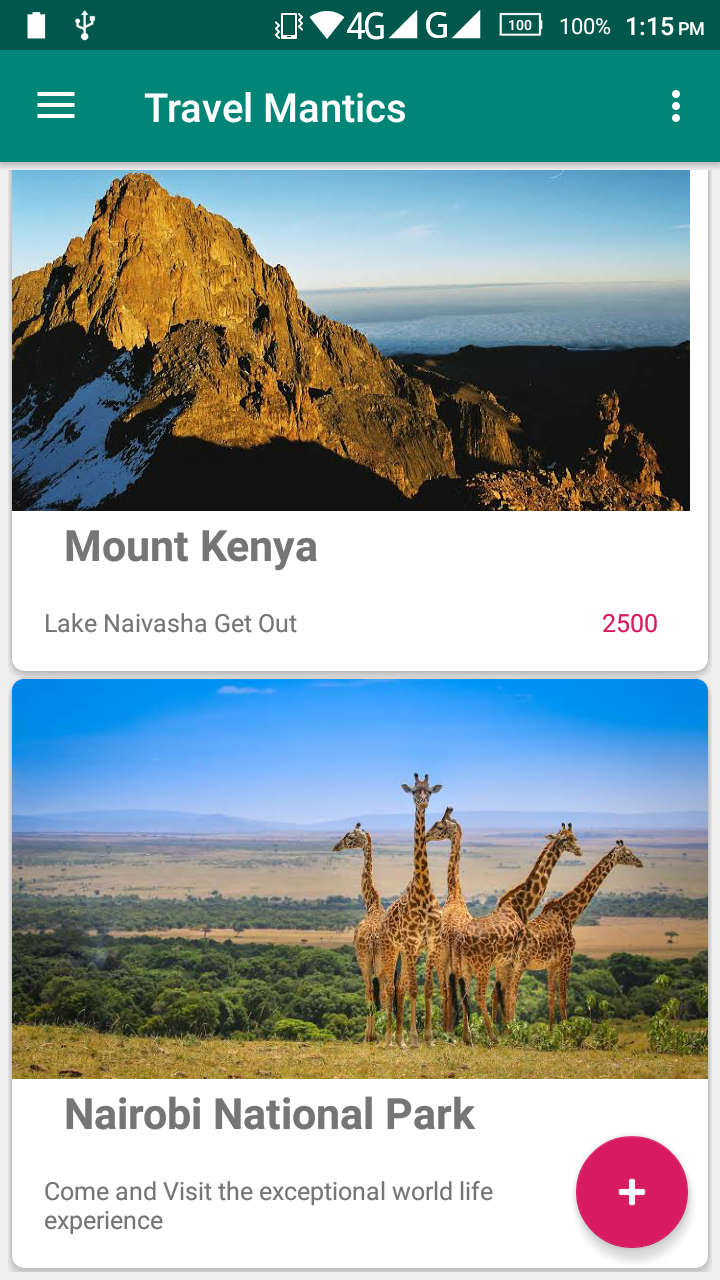 4G G 100 100% 1:15 PM
Travel Mantics
Mount Kenya
Lake Naivasha Get Out 2500
Nairobi National Park
Come and Visit the exceptional world life
experience